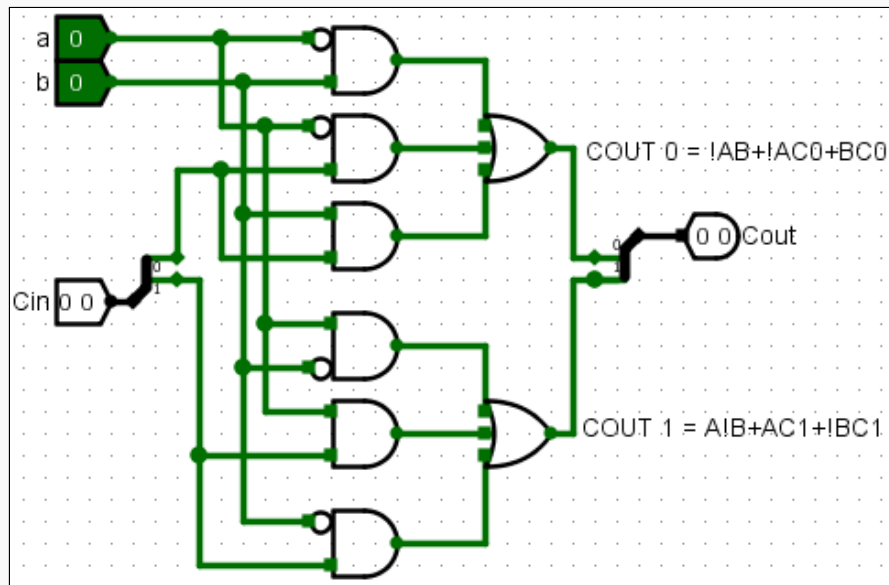 a 0
b 0
COUT 0 = !AB+!AC0+BC0
0
1
0 0 Cout
0
1
Cin 0 0
COUT 1 = A!B+AC1+!BC1